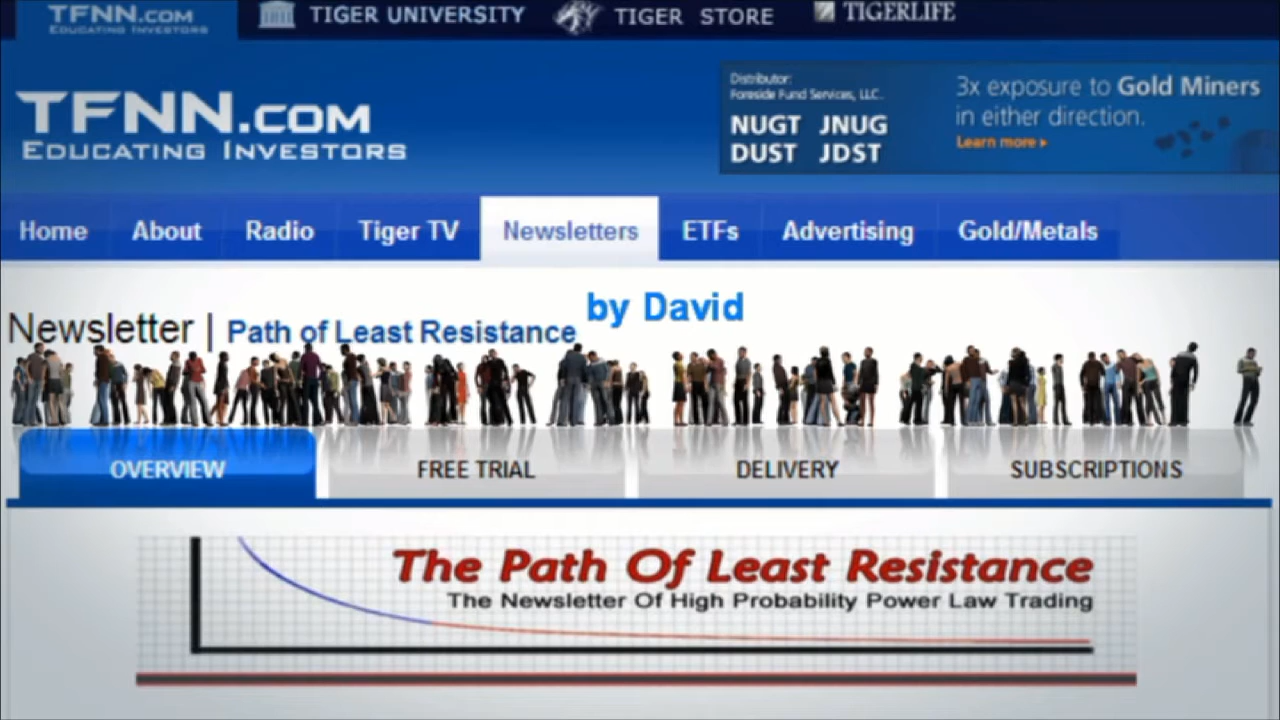 TFNN.COM
EDUCATING INVESTORS
TIGER UNIVERSITY
TIGER STORE
TIGERLIFE
TFNN.COM
EDUCATING INVESTORS
Distributor:
Foreside Fund Services, LLC.
NUGT JNUG
DUST JDST
3x exposure to Gold Miners
in either direction.
Learn more
Home About Radio Tiger TV Newsletters ETFs Advertising Gold/Metals
Newsletter | Path of Least Resistance by David
OVERVIEW FREE TRIAL DELIVERY SUBSCRIPTIONS
The Path Of Least Resistance
The Newsletter Of High Probability Power Law Trading